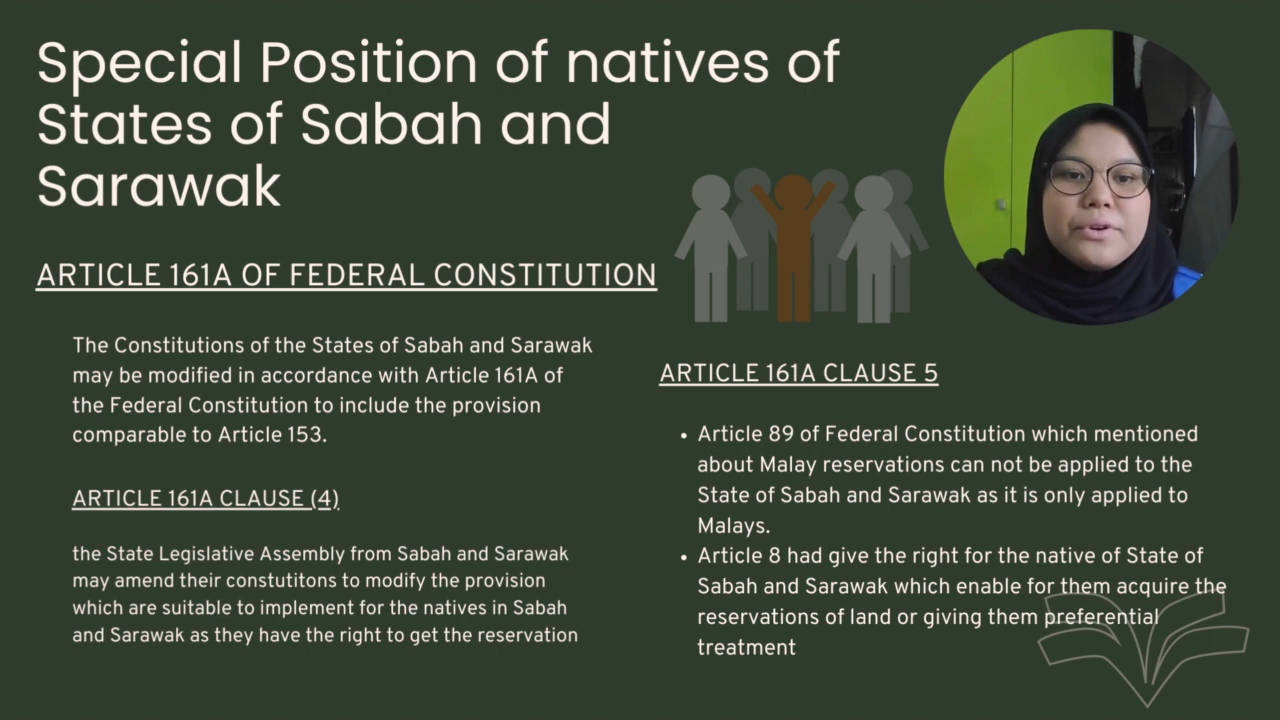 Special Position of natives of
States of Sabah and
Sarawak
ARTICLE 161A OF FEDERAL CONSTITUTION
The Constitutions of the States of Sabah and Sarawak
may be modified in accordance with Article 161A of
the Federal Constitution to include the provision
comparable to Article 153.
ARTICLE 161A CLAUSE (4)
the State Legislative Assembly from Sabah and Sarawak
may amend their constutitons to modify the provision
which are suitable to implement for the natives in Sabah
and Sarawak as they have the right to get the reservation
ARTICLE 161A CLAUSE 5
• Article 89 of Federal Constitution which mentioned
about Malay reservations can not be applied to the
State of Sabah and Sarawak as it is only applied to
Malays.
• Article 8 had give the right for the native of State of
Sabah and Sarawak which enable for them acquire the
reservations of land or giving them preferential
treatment